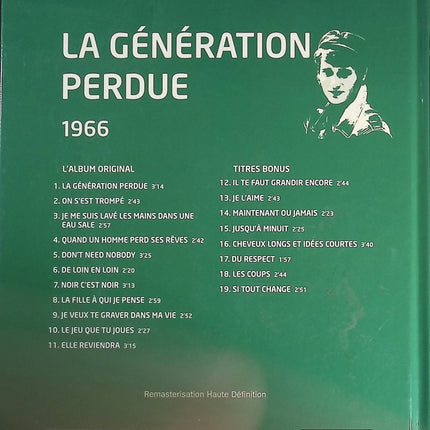 LA GÉNÉRATION
PERDUE
1966
L'ALBUM ORIGINAL
1. LA GÉNÉRATION PERDUE 3'14
2. ON S'EST TROMPÉ 2'43
3. JE ME SUIS LAVÉ LES MAINS DANS UNE
EAU SALE 2'57
4. QUAND UN HOMME PERD SES RÊVES 2'42
5. DON'T NEED NOBODY 3'25
6. DE LOIN EN LOIN 2'20
7. NOIR C'EST NOIR 3'13
8. LA FILLE À QUI JE PENSE 2'59
9. JE VEUX TE GRAVER DANS MA VIE 2'52
10. LE JEU QUE TU JOUES 2'27
11. ELLE REVIENDRA 3'15
TITRES BONUS
12. IL TE FAUT GRANDIR ENCORE 2'44
13. JE L'AIME 2'43
14. MAINTENANT OU JAMAIS 2'23
15. JUSQU'À MINUIT 2'25
16. CHEVEUX LONGS ET IDÉES COURTES 3'40
17. DU RESPECT 1'57
18. LES COUPS 2'44
19. SI TOUT CHANGE 2'51
Remasterisation Haute Définition